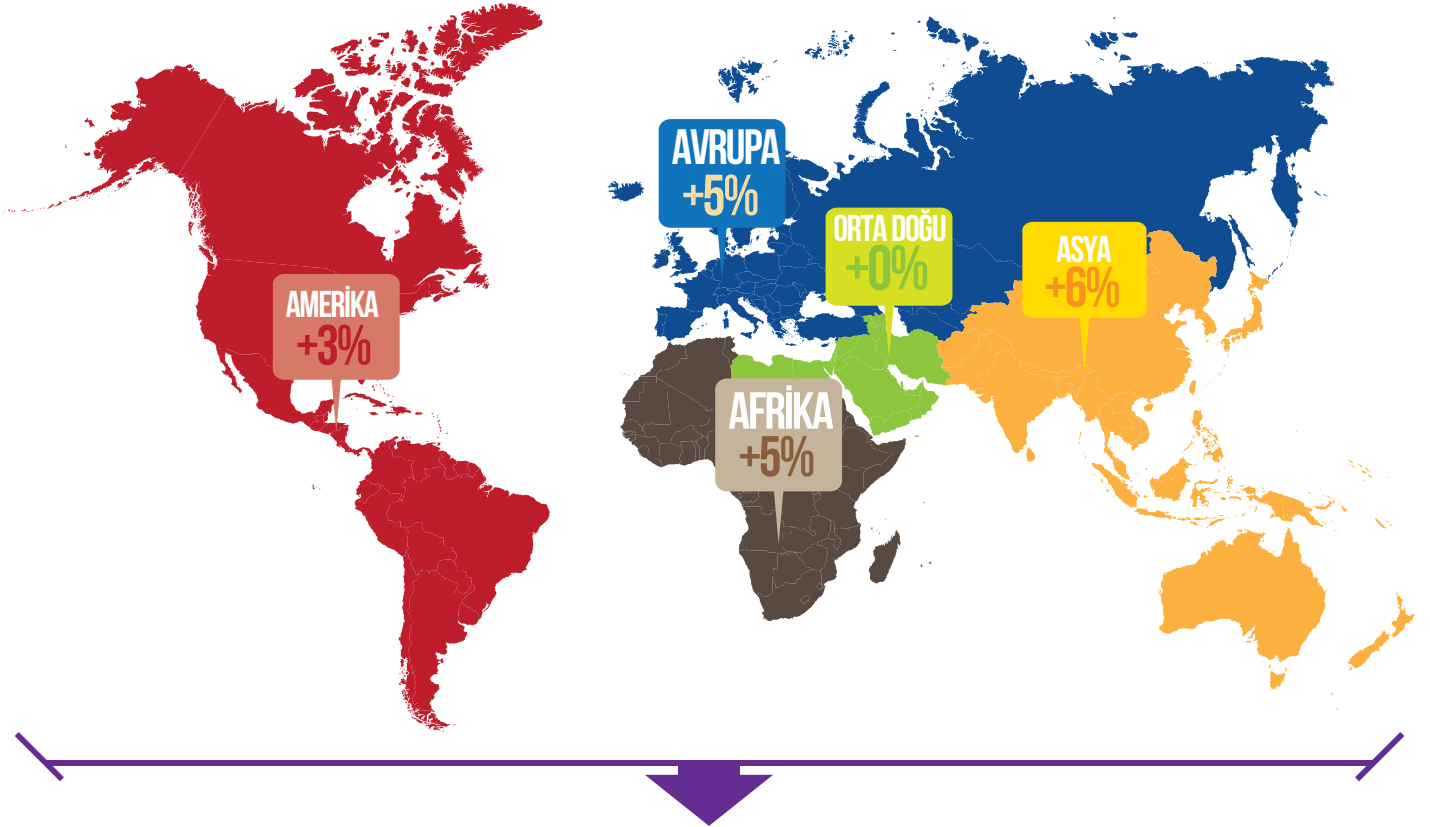 AVRUPA
+5%
ORTA DOĞU
+0%
ASYA
+6%
AMERİKA
+3%
AFRİKA
+5%